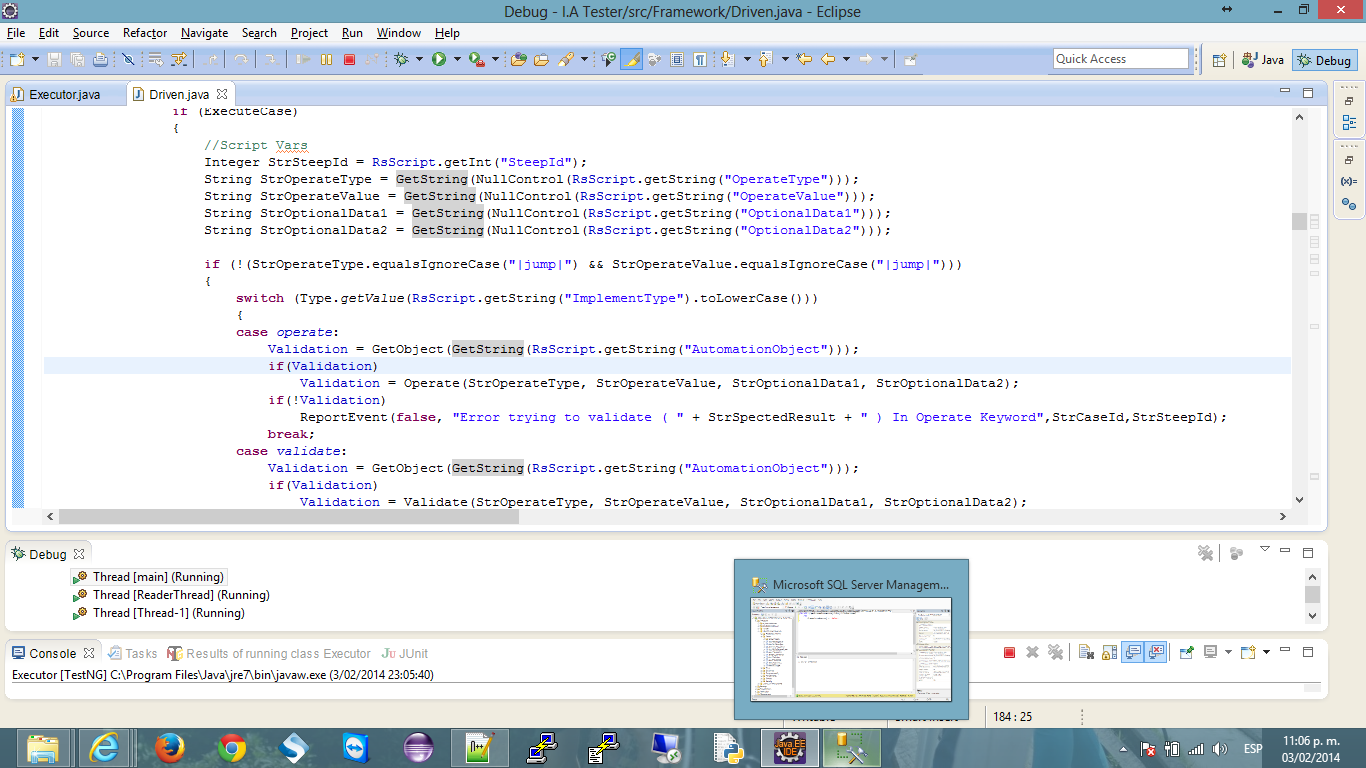 Debug - I.A Tester/src/Framework/Driven.java - Eclipse
File Edit Source Refactor Navigate Search Project Run Window Help
Quick Access
Java
Debug
Executor.java
Driven.java
if (ExecuteCase)
{
//Script Vars
Integer StrSteepId = RsScript.getInt("SteepId");
String StrOperateType = GetString(NullControl(RsScript.getString("OperateType")));
String StrOperateValue = GetString(NullControl(RsScript.getString("OperateValue")));
String StrOptionalData1 = GetString(NullControl(RsScript.getString("OptionalData1")));
String StrOptionalData2 = GetString(NullControl(RsScript.getString("OptionalData2")));
if (!(StrOperateType.equalsIgnoreCase("|jump|") && StrOperateValue.equalsIgnoreCase("|jump|")))
{
switch (Type.getValue(RsScript.getString("ImplementType").toLowerCase()))
{
case operate:
Validation = GetObject(GetString(RsScript.getString("AutomationObject")));
if(Validation)
Validation = Operate(StrOperateType, StrOperateValue, StrOptionalData1, StrOptionalData2);
if(!Validation)
ReportEvent(false, "Error trying to validate ( " + StrSpectedResult + " ) In Operate Keyword",StrCaseId,StrSteepId);
break;
case validate:
Validation = GetObject(GetString(RsScript.getString("AutomationObject")));
if(Validation)
Validation = Validate(StrOperateType, StrOperateValue, StrOptionalData1, StrOptionalData2);
Debug
Thread [main] (Running)
Thread [ReaderThread] (Running)
Thread [Thread-1] (Running)
Microsoft SQL Server Managem...
Console Tasks Results of running class Executor JUnit
Executor [TestNG] C:\Program Files\Java\jre7\bin\javaw.exe (3/02/2014 23:05:40)
184 : 25
Java EE
IDE
ESP
11:06 p. m.
03/02/2014